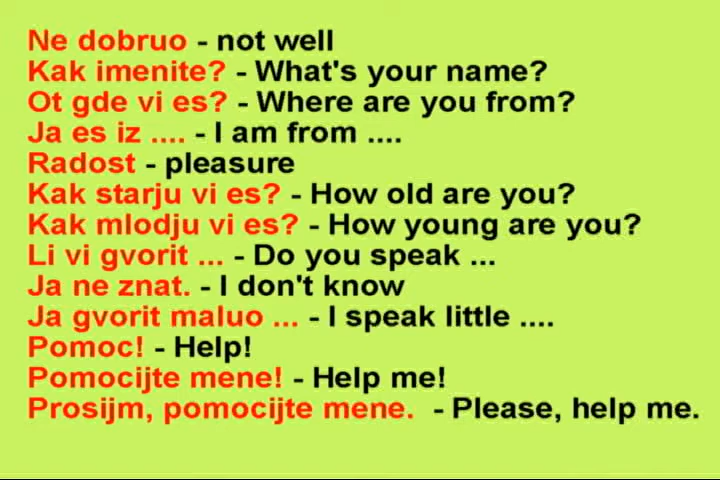 Ne dobruo - not well
Kak imenite? - What's your name?
Ot gde vi es? - Where are you from?
Ja es iz .... - I am from ....
Radost - pleasure
Kak starju vi es? - How old are you?
Kak mlodju vi es? - How young are you?
Li vi gvorit ... - Do you speak ...
Ja ne znat. - I don't know
Ja gvorit maluo ... - I speak little ....
Pomoc! - Help!
Pomocijte mene! - Help me!
Prosijm, pomocijte mene. - Please, help me.